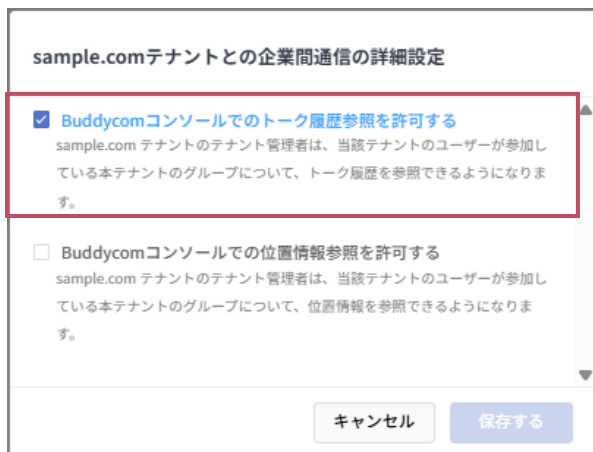 sample.comテナントとの企業間通信の詳細設定
Buddycomコンソールでのトーク履歴参照を許可する
sample.com テナントのテナント管理者は、当該テナントのユーザーが参加し
ている本テナントのグループについて、トーク履歴を参照できるようになりま
す。
Buddycomコンソールでの位置情報参照を許可する
sample.com テナントのテナント管理者は、当該テナントのユーザーが参加し
ている本テナントのグループについて、位置情報を参照できるようになりま
す。
キャンセル
保存する